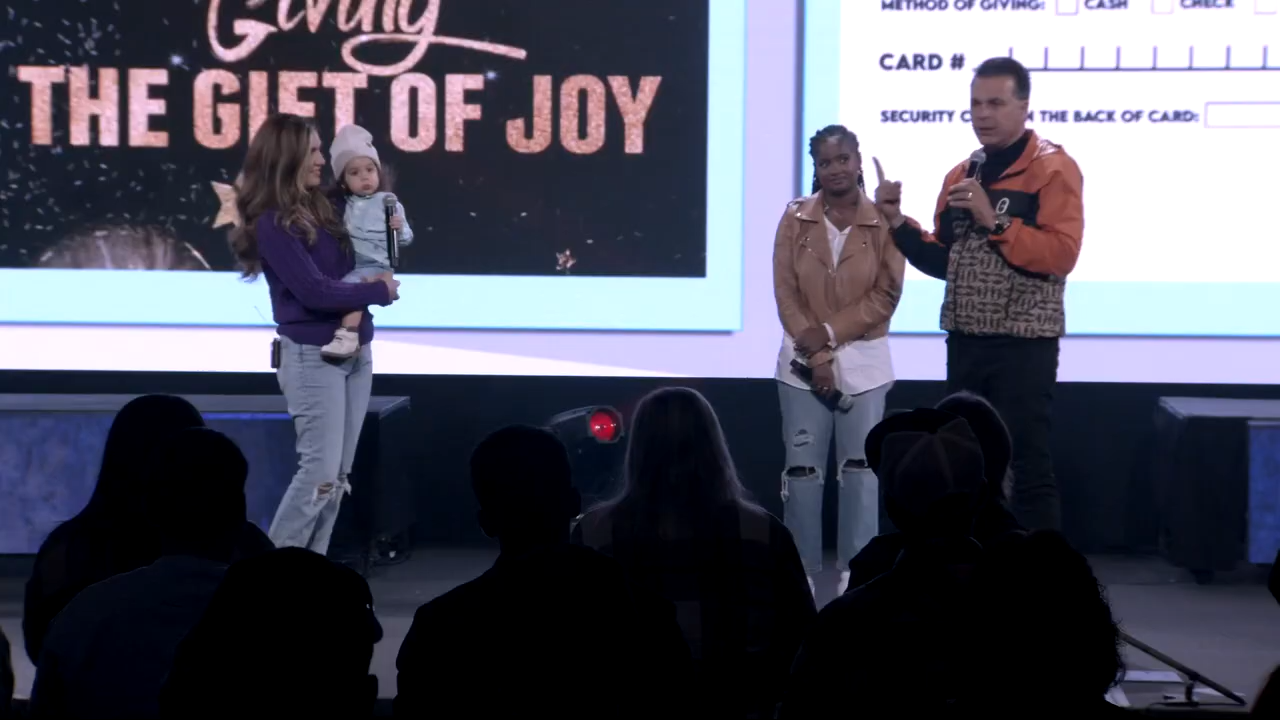 Giving
THE GIFT OF JOY
METHOD OF GIVING: CASH CHECK
CARD #
SECURITY THE BACK OF CARD: